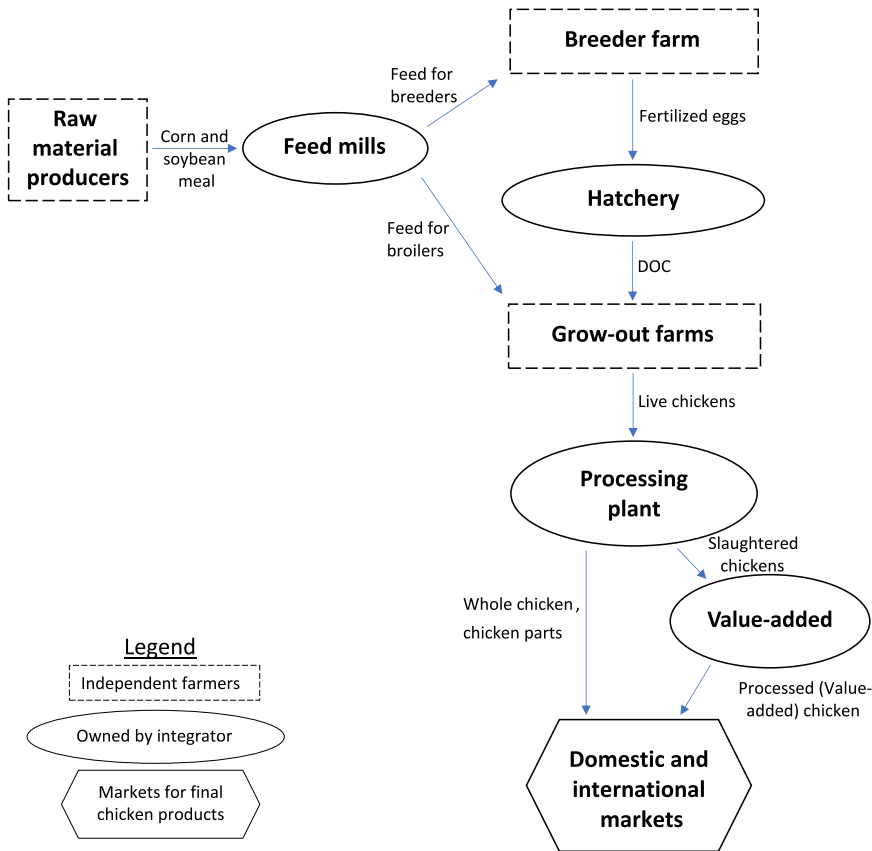 Breeder farm
Feed for
breeders
Raw
material
producers
Corn and
soybean
meal
Feed mills
Fertilized eggs
Hatchery
Feed for
broilers
DOC
Grow-out farms
Live chickens
Processing
plant
Slaughtered
chickens
Whole chicken,
chicken parts
Value-added
Processed (Value-
added) chicken
Domestic and
international
markets
Legend
Independent farmers
Owned by integrator
Markets for final
chicken products